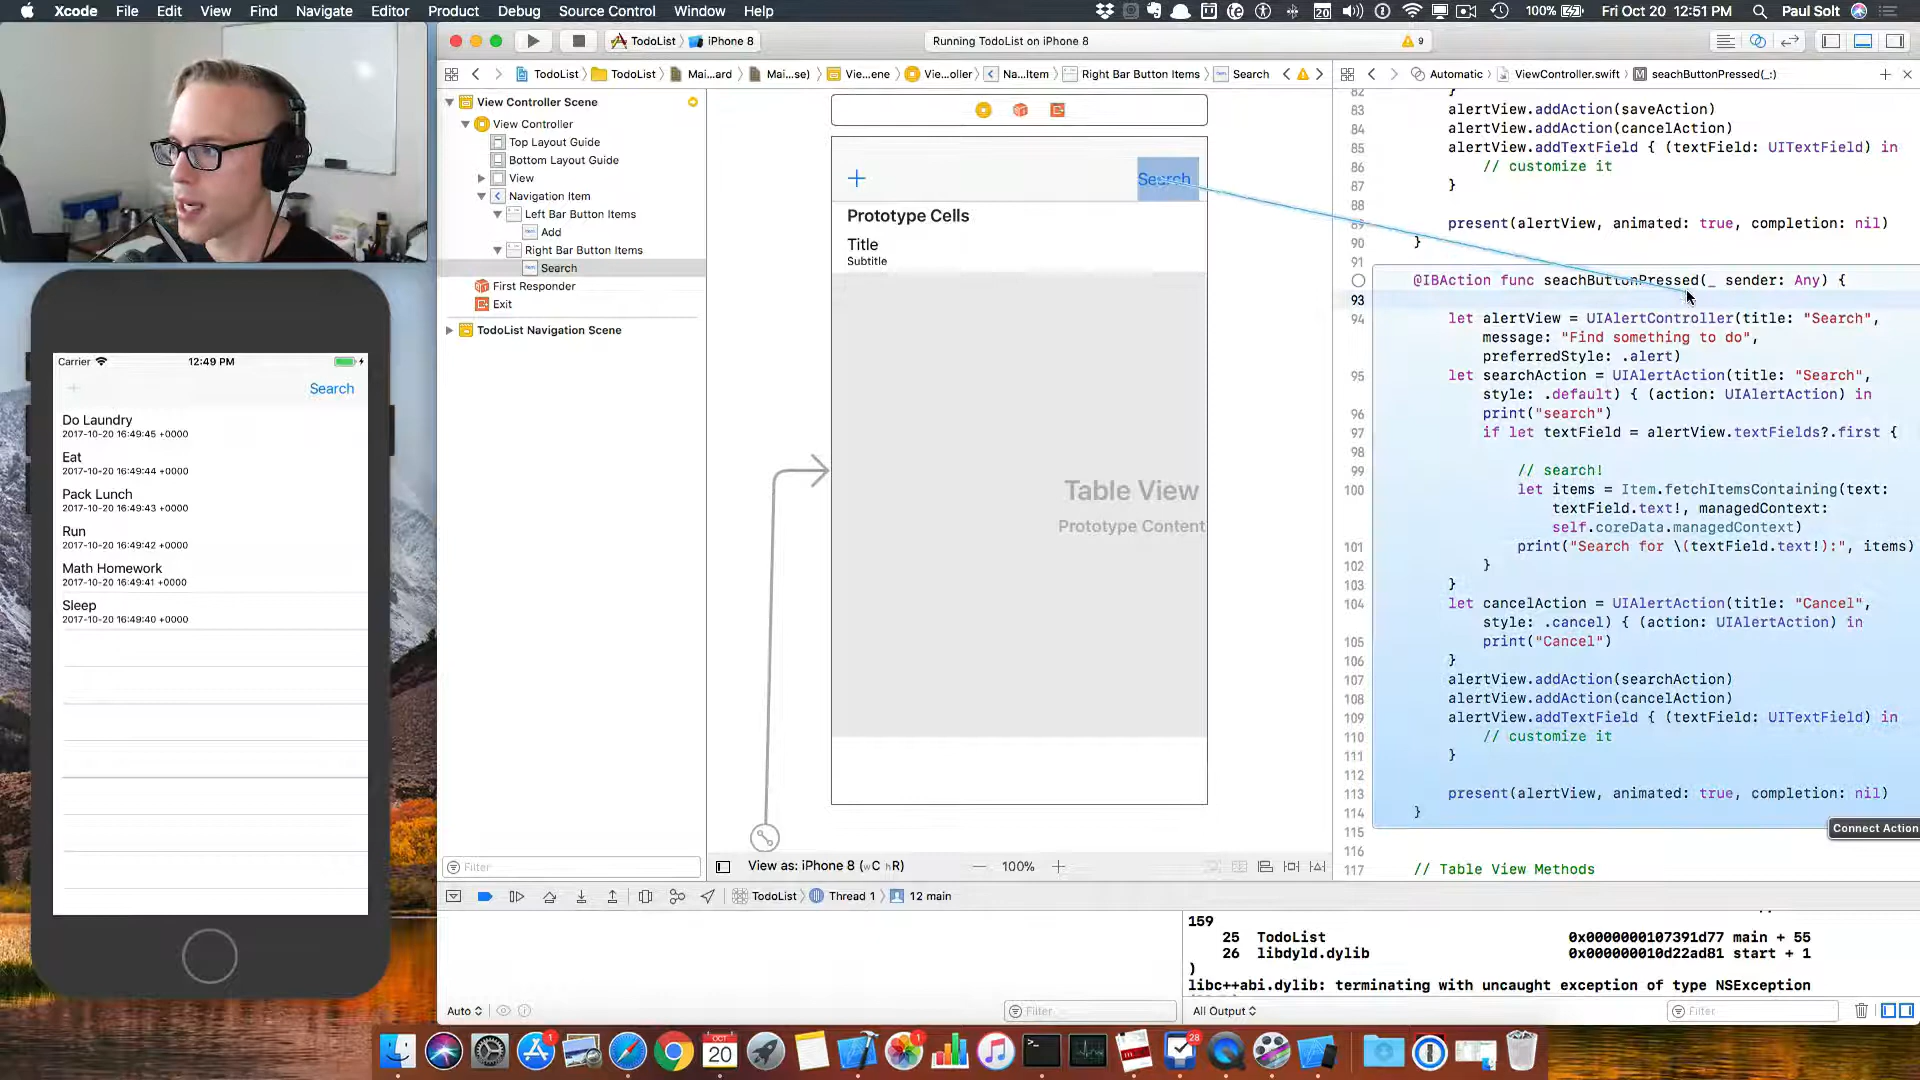 Xcode File Edit View Find Navigate Editor Product Debug Source Control Window Help
20 100% Fri Oct 20 12:51 PM Paul Solt
TodoList iPhone 8
Running TodoList on iPhone 8
9
TodoList TodoList Mai...ard Mai...se) Vie...ene Vie...oller Na...Item Right Bar Button Items Search
Automatic ViewController.swift M seachButtonPressed(_:)
View Controller Scene
View Controller
Top Layout Guide
Bottom Layout Guide
View
Navigation Item
Left Bar Button Items
Add
Right Bar Button Items
Search
First Responder
Exit
TodoList Navigation Scene
Filter
Search
Prototype Cells
Title
Subtitle
Table View
Prototype Content
View as: iPhone 8 (wC hR)
100%
82 }
83 alertView.addAction(saveAction)
84 alertView.addAction(cancelAction)
85 alertView.addTextField { (textField: UITextField) in
86 // customize it
87 }
88
89 present(alertView, animated: true, completion: nil)
90 }
91
@IBAction func seachButtonPressed(_ sender: Any) {
93
94 let alertView = UIAlertController(title: "Search",
message: "Find something to do",
preferredStyle: .alert)
95 let searchAction = UIAlertAction(title: "Search",
style: .default) { (action: UIAlertAction) in
96 print("search")
97 if let textField = alertView.textFields?.first {
98
99 // search!
100 let items = Item.fetchItemsContaining(text:
textField.text!, managedContext:
self.coreData.managedContext)
101 print("Search for \(textField.text!):", items)
102 }
103 }
104 let cancelAction = UIAlertAction(title: "Cancel",
style: .cancel) { (action: UIAlertAction) in
105 print("Cancel")
106 }
107 alertView.addAction(searchAction)
108 alertView.addAction(cancelAction)
109 alertView.addTextField { (textField: UITextField) in
110 // customize it
111 }
112
113 present(alertView, animated: true, completion: nil)
114 }
115
116
117 // Table View Methods
Connect Action
TodoList Thread 1 12 main
159
25 TodoList 0x0000000107391d77 main + 55
26 libdyld.dylib 0x000000010d22ad81 start + 1
)
libc++abi.dylib: terminating with uncaught exception of type NSException
Auto
Filter
All Output
Filter
Carrier 12:49 PM
Search
Do Laundry
2017-10-20 16:49:45 +0000
Eat
2017-10-20 16:49:44 +0000
Pack Lunch
2017-10-20 16:49:43 +0000
Run
2017-10-20 16:49:42 +0000
Math Homework
2017-10-20 16:49:41 +0000
Sleep
2017-10-20 16:49:40 +0000
1
OCT
20
1
28